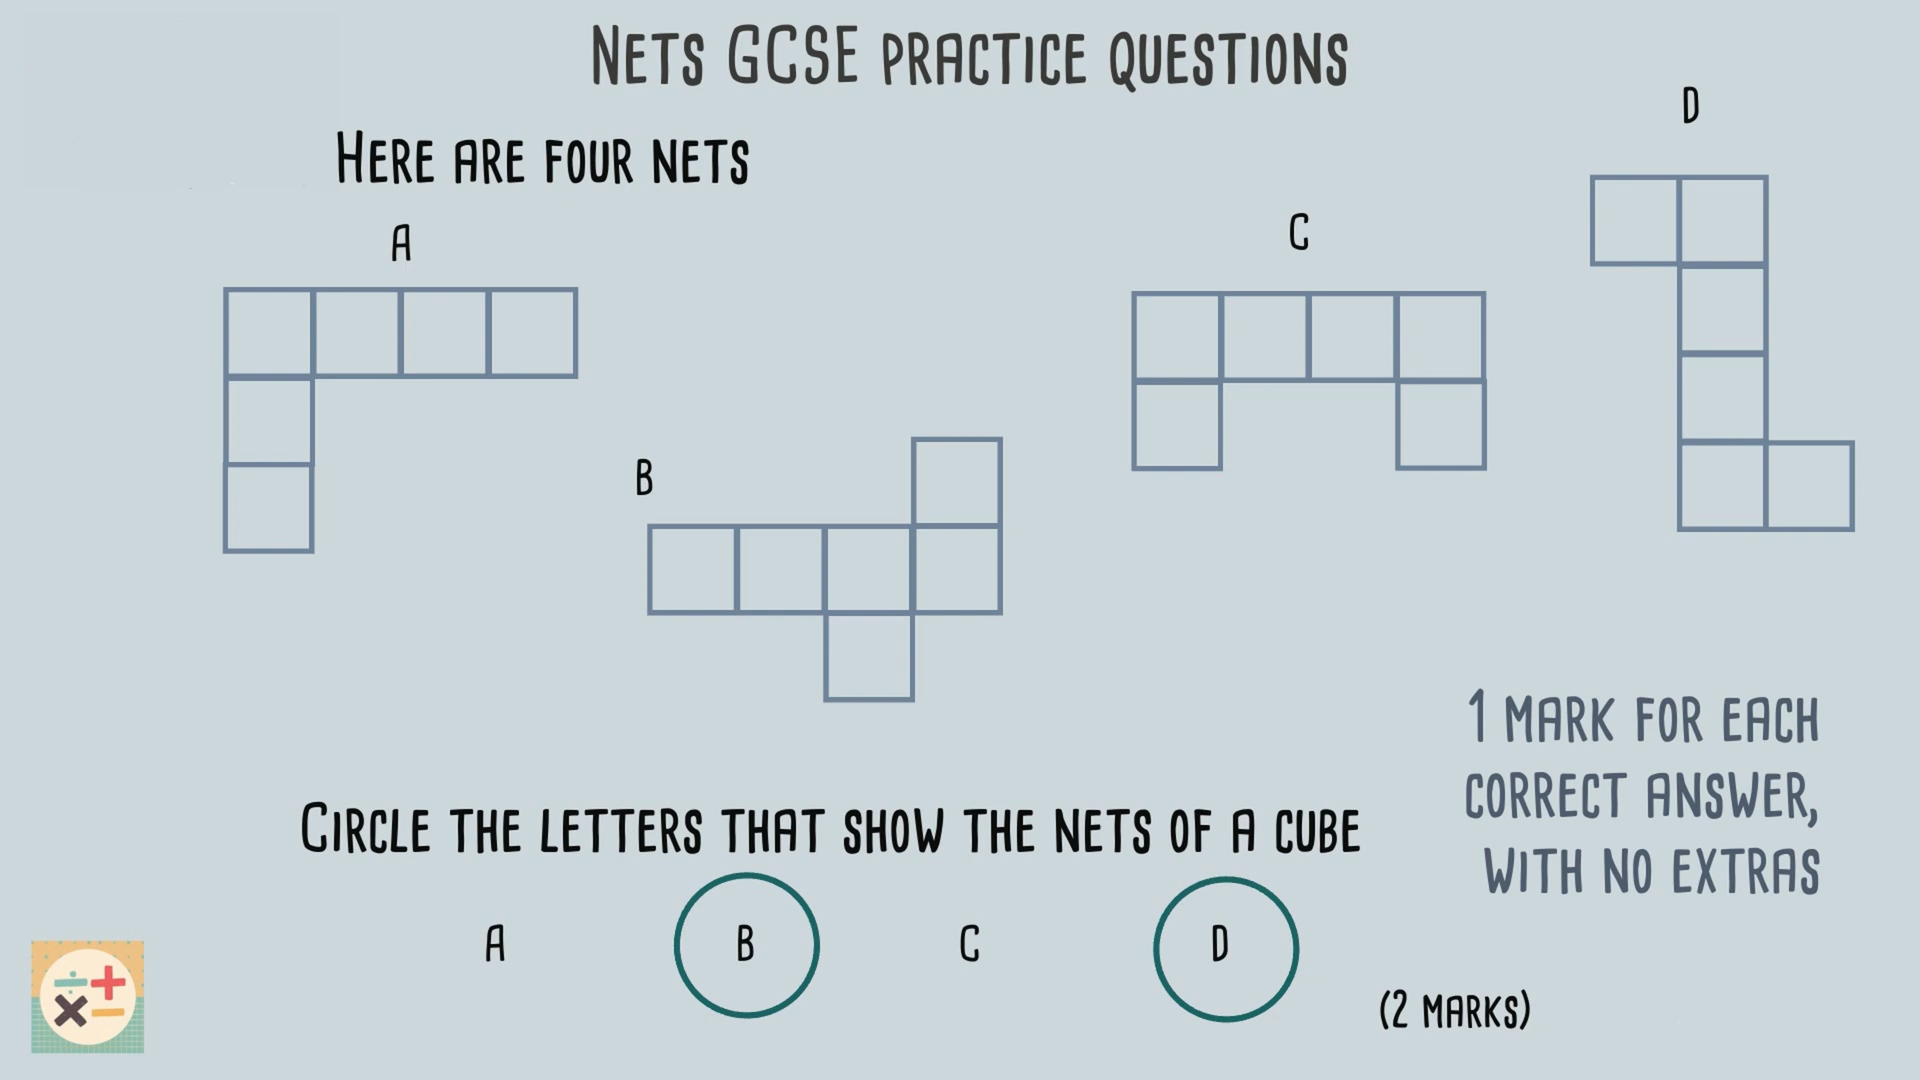 Nets GCSE practice questions
D
Here are four nets
A
C
B
1 mark for each
correct answer,
with no extras
Circle the letters that show the nets of a cube
A B C D
(2 marks)